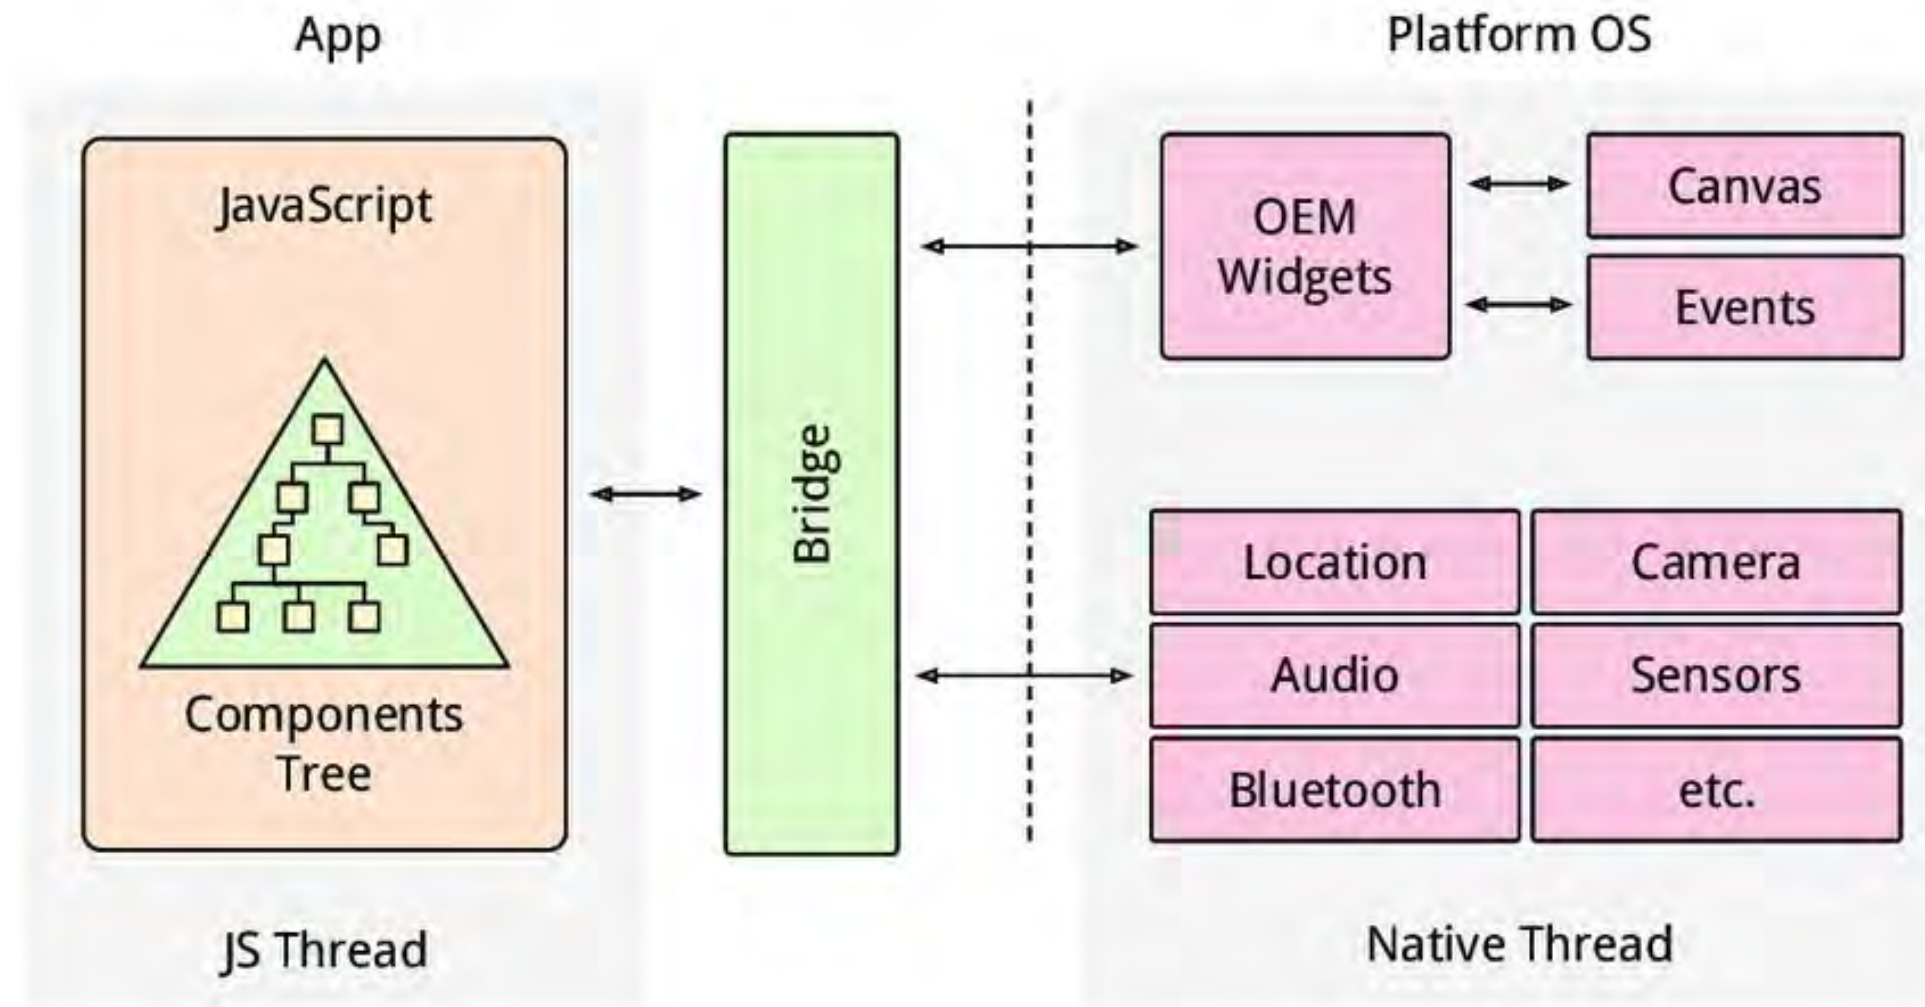 App
Platform OS
JavaScript
Components
Tree
JS Thread
Bridge
OEM
Widgets
Canvas
Events
Location
Camera
Audio
Sensors
Bluetooth
etc.
Native Thread